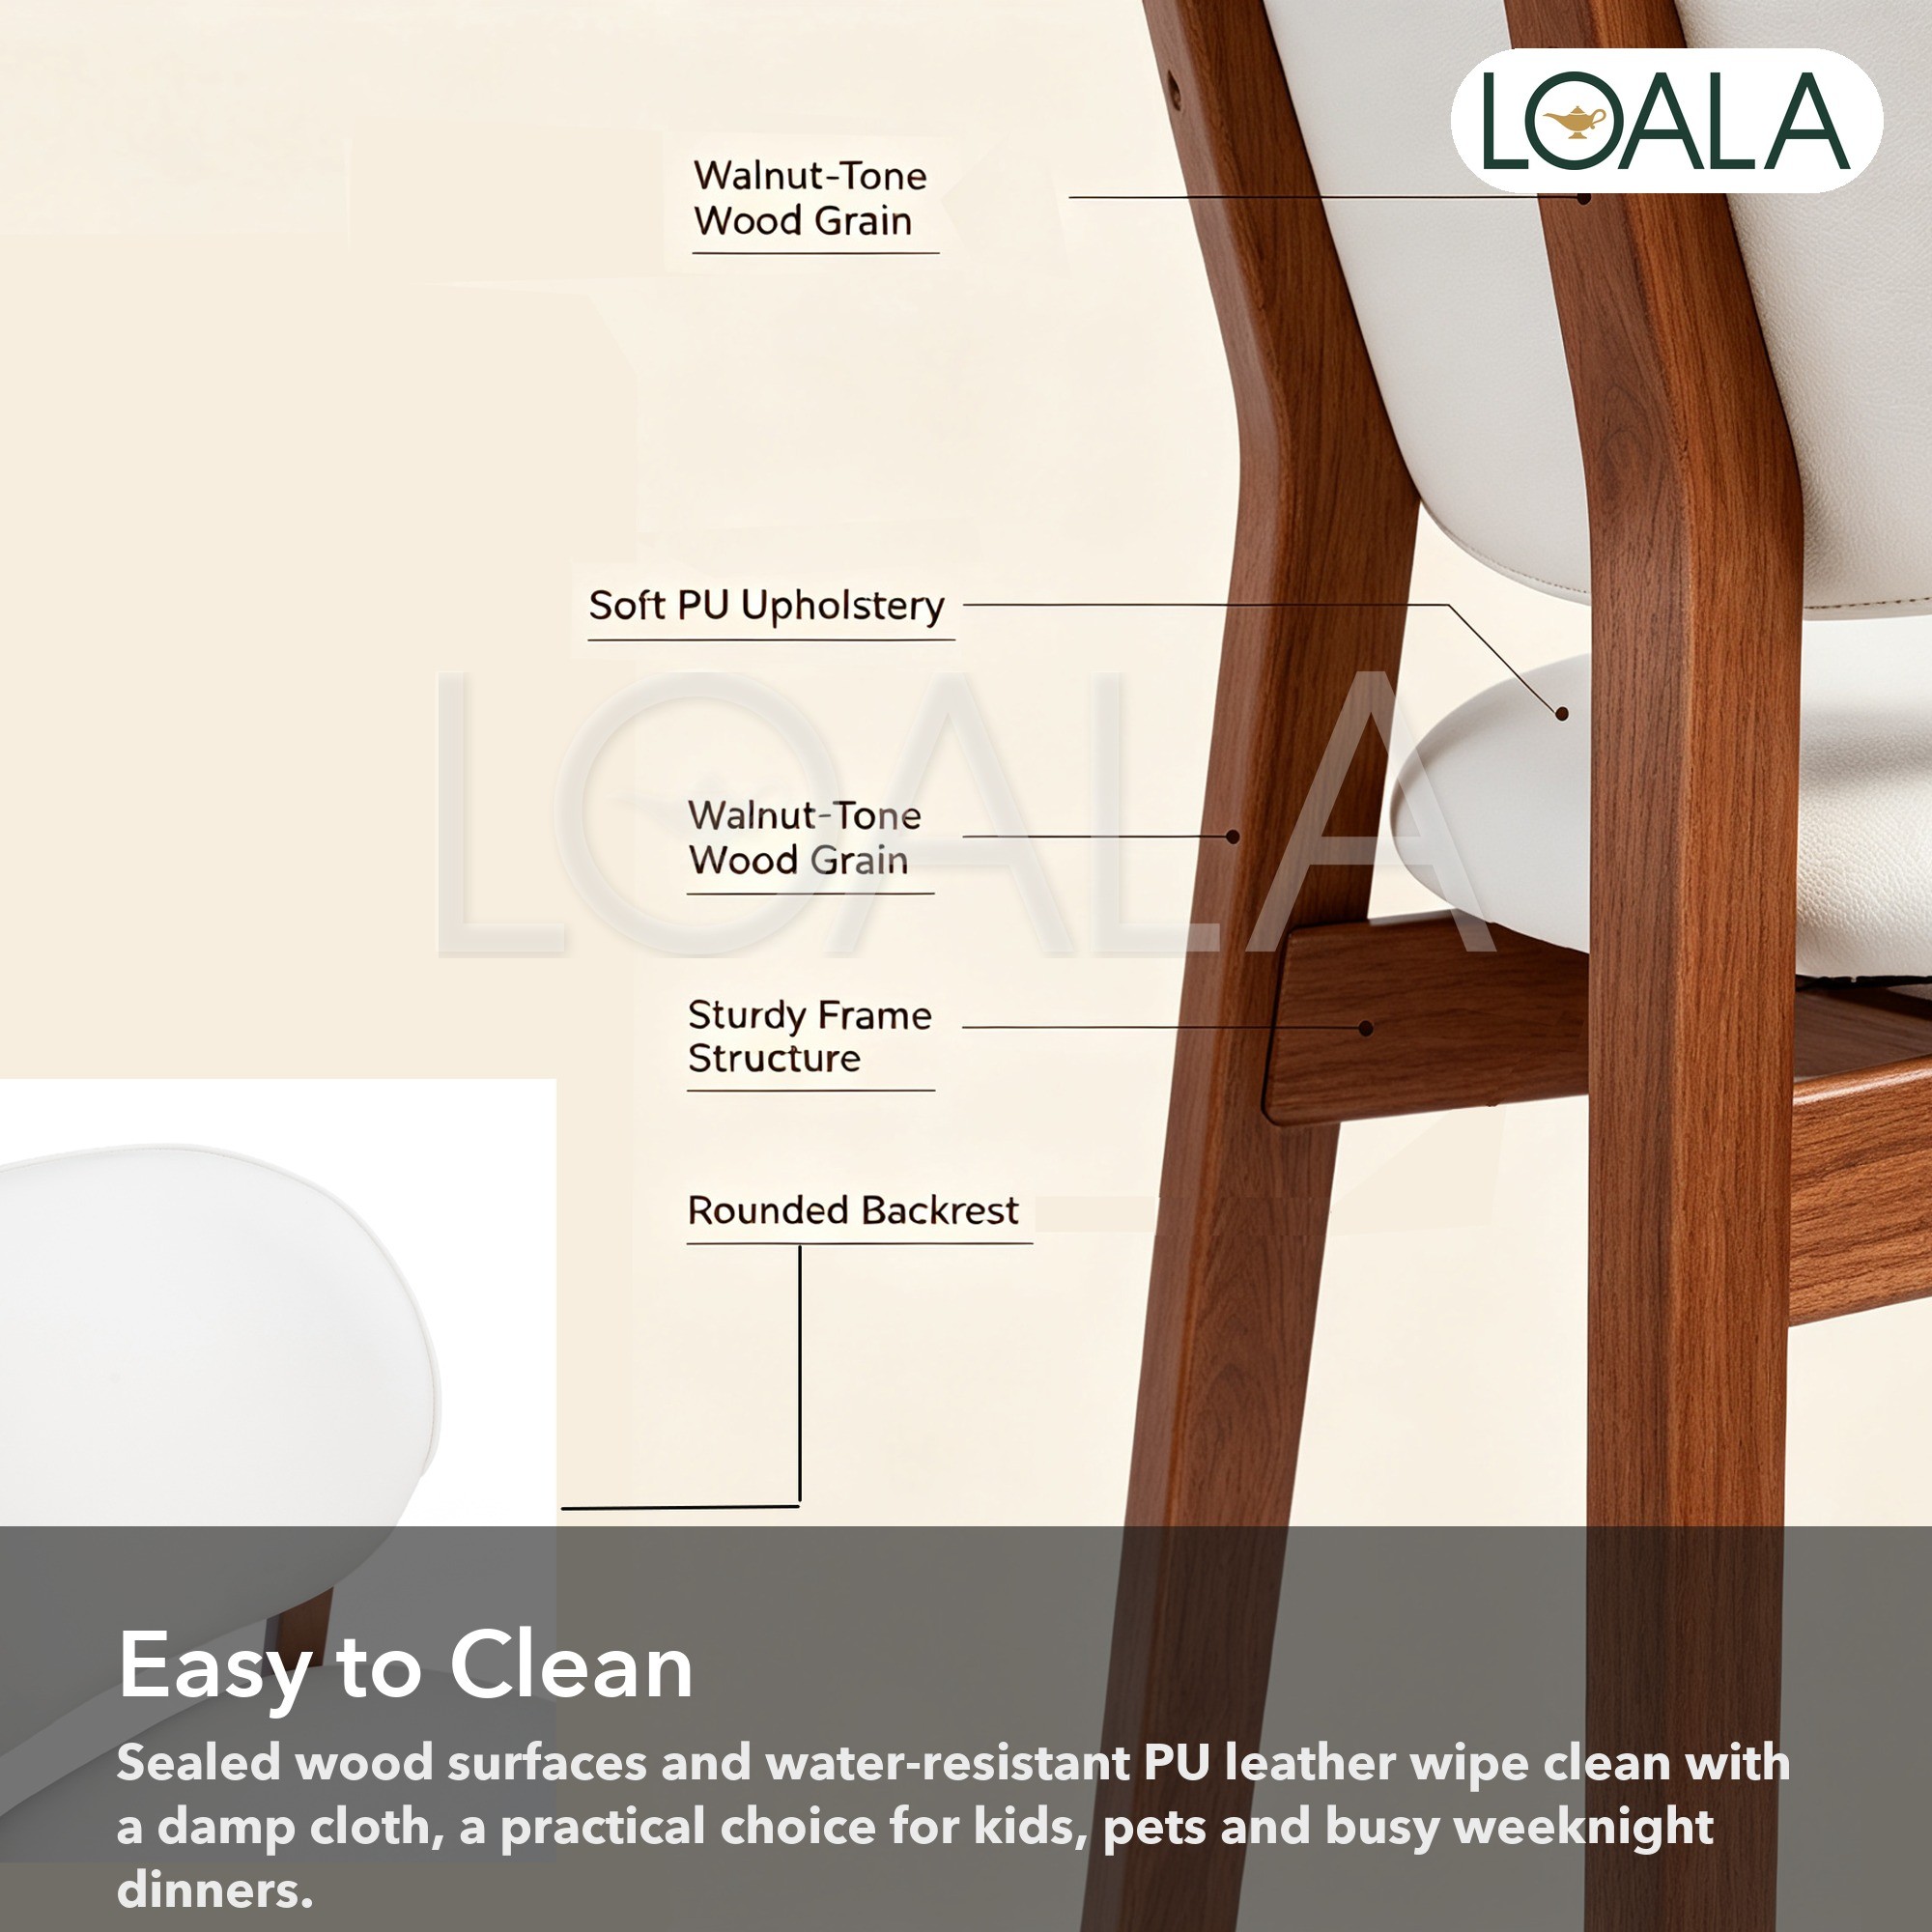 LOALA
Walnut-Tone
Wood Grain
Soft PU Upholstery
LOALA
Walnut-Tone
Wood Grain
Sturdy Frame
Structure
Rounded Backrest
Easy to Clean
Sealed wood surfaces and water-resistant PU leather wipe clean with
a damp cloth, a practical choice for kids, pets and busy weeknight
dinners.